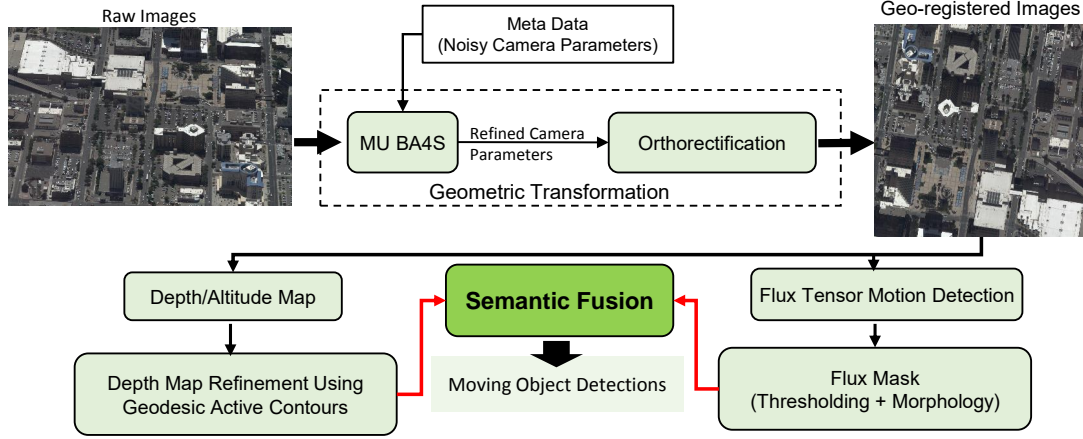 Raw Images
Meta Data
(Noisy Camera Parameters)
Geo-registered Images
MU BA4S
Refined Camera
Parameters
Orthorectification
Geometric Transformation
Depth/Altitude Map
Semantic Fusion
Flux Tensor Motion Detection
Depth Map Refinement Using
Geodesic Active Contours
Moving Object Detections
Flux Mask
(Thresholding + Morphology)